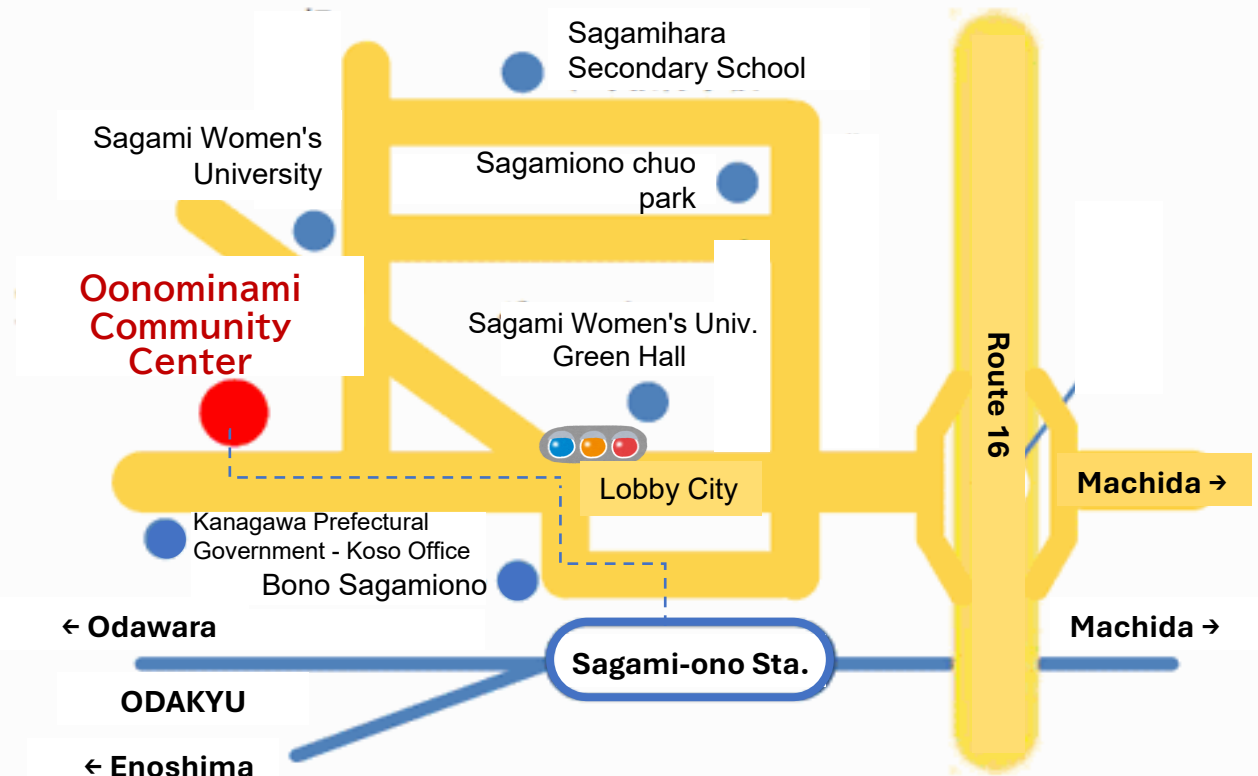 Sagamihara
Secondary School
Sagami Women's
University
Sagamiono chuo
park
Oonominami
Community
Center
Sagami Women's Univ.
Green Hall
Route 16
Lobby City
Machida →
Kanagawa Prefectural
Government - Koso Office
Bono Sagamiono
← Odawara
Machida →
Sagami-ono Sta.
ODAKYU
← Enoshima